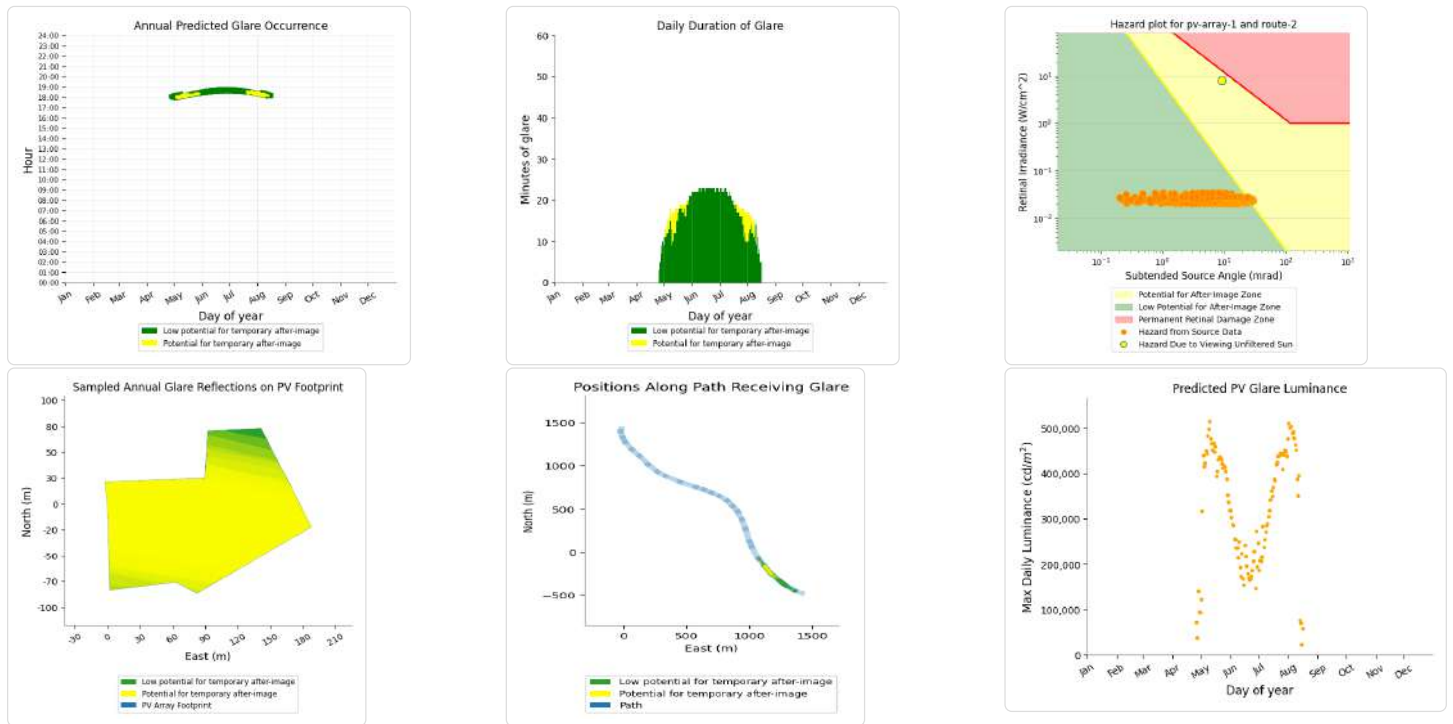 Annual Predicted Glare Occurrence
24:00
23:00
22:00
21:00
20:00
19:00
18:00
17:00
16:00
15:00
14:00
13:00
12:00
11:00
10:00
09:00
08:00
07:00
06:00
05:00
04:00
03:00
02:00
01:00
00:00
Hour
Jan Feb Mar Apr May Jun Jul Aug Sep Oct Nov Dec
Day of year
Low potential for temporary after-image
Potential for temporary after-image
Daily Duration of Glare
60
50
40
30
20
10
0
Minutes of glare
Jan Feb Mar Apr May Jun Jul Aug Sep Oct Nov Dec
Day of year
Low potential for temporary after-image
Potential for temporary after-image
Hazard plot for pv-array-1 and route-2
10¹
10⁰
10⁻¹
10⁻²
Retinal Irradiance (W/cm^2)
10⁻¹ 10⁰ 10¹ 10² 10³
Subtended Source Angle (mrad)
Potential for After-Image Zone
Low Potential for After-Image Zone
Permanent Retinal Damage Zone
Hazard from Source Data
Hazard Due to Viewing Unfiltered Sun
Sampled Annual Glare Reflections on PV Footprint
100
80
50
30
0
-20
-50
-70
-100
North (m)
-30 0 30 60 90 120 150 180 210
East (m)
Low potential for temporary after-image
Potential for temporary after-image
PV Array Footprint
Positions Along Path Receiving Glare
1500
1000
500
0
−500
North (m)
0 500 1000 1500
East (m)
Low potential for temporary after-image
Potential for temporary after-image
Path
Predicted PV Glare Luminance
500,000
400,000
300,000
200,000
100,000
0
Max Daily Luminance (cd/m²)
Jan Feb Mar Apr May Jun Jul Aug Sep Oct Nov Dec
Day of year